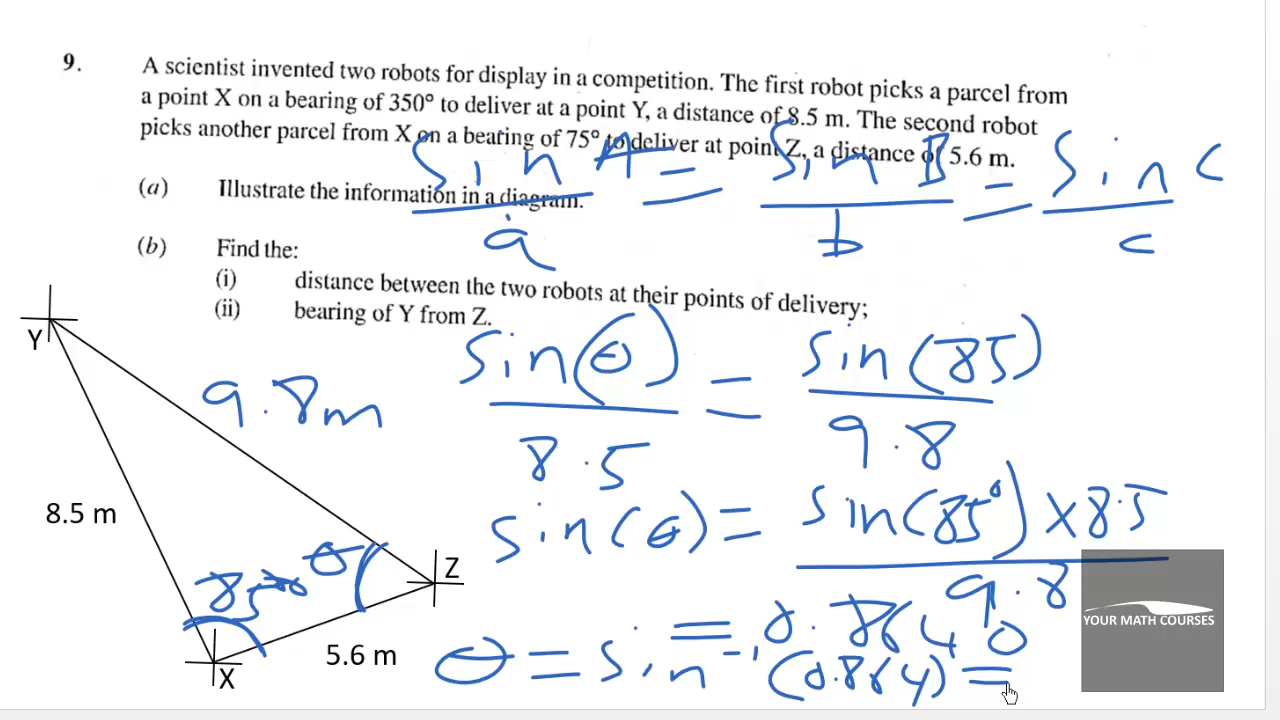 9. A scientist invented two robots for display in a competition. The first robot picks a parcel from
a point X on a bearing of 350° to deliver at a point Y, a distance of 8.5 m. The second robot
picks another parcel from X on a bearing of 75° to deliver at point Z, a distance of 5.6 m.
Sin A = Sin B = Sin C
(a) Illustrate the information in a diagram.
a b c
(b) Find the:
(i) distance between the two robots at their points of delivery;
(ii) bearing of Y from Z.
Y
Sin(θ) = Sin(85)
9.8m
8.5 9.8
8.5 m
Sin(θ) = Sin(85°) x 8.5
9.8
85° θ
Z
= 0.8640
YOUR MATH COURSES
5.6 m
X
θ = Sin⁻¹(0.864) =